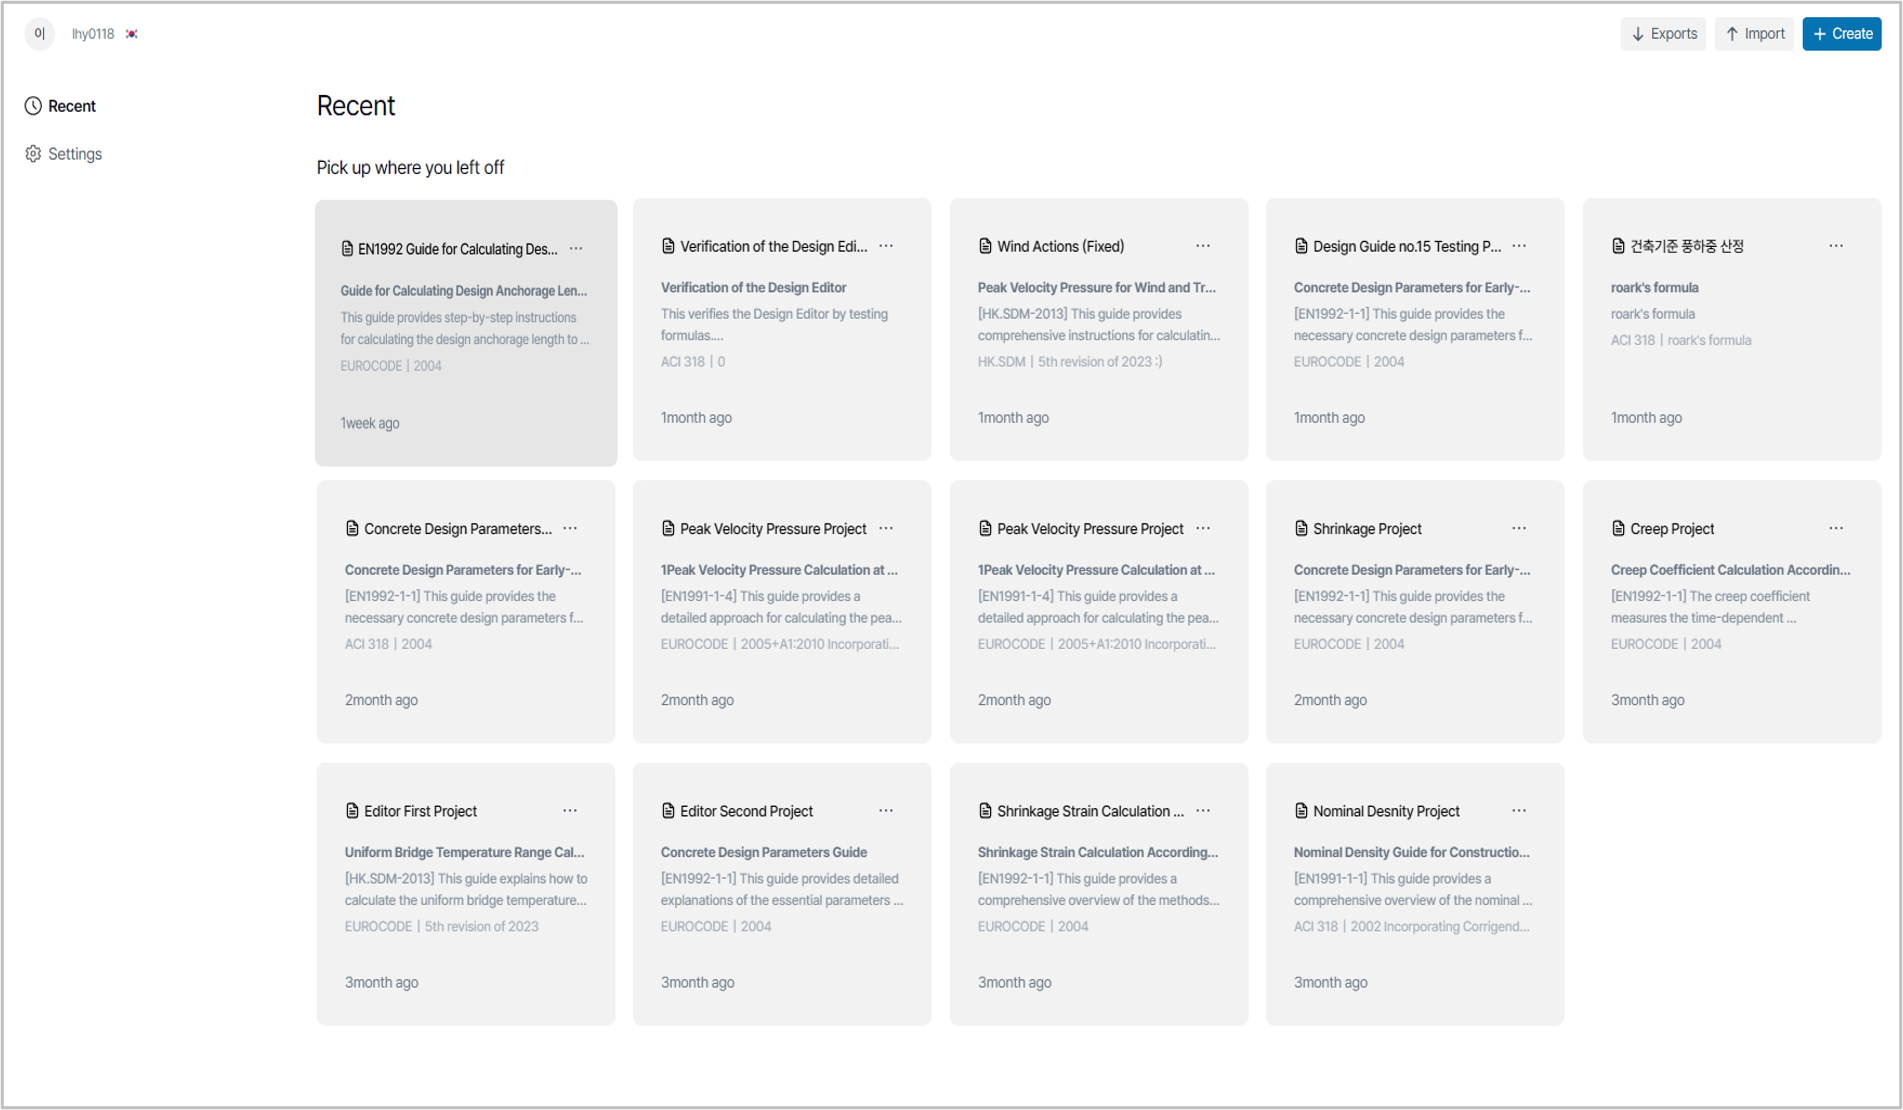 이 lhy0118
Exports Import + Create
Recent
Settings
Recent
Pick up where you left off
EN1992 Guide for Calculating Des... ...
Guide for Calculating Design Anchorage Len...
This guide provides step-by-step instructions
for calculating the design anchorage length to ...
EUROCODE | 2004
1week ago
Verification of the Design Edi... ...
Verification of the Design Editor
This verifies the Design Editor by testing
formulas....
ACI 318 | 0
1month ago
Wind Actions (Fixed) ...
Peak Velocity Pressure for Wind and Tr...
[HK.SDM-2013] This guide provides
comprehensive instructions for calculatin...
HK.SDM | 5th revision of 2023 :)
1month ago
Design Guide no.15 Testing P... ...
Concrete Design Parameters for Early-...
[EN1992-1-1] This guide provides the
necessary concrete design parameters f...
EUROCODE | 2004
1month ago
건축기준 풍하중 산정 ...
roark's formula
roark's formula
ACI 318 | roark's formula
1month ago
Concrete Design Parameters... ...
Concrete Design Parameters for Early-...
[EN1992-1-1] This guide provides the
necessary concrete design parameters f...
ACI 318 | 2004
2month ago
Peak Velocity Pressure Project ...
1Peak Velocity Pressure Calculation at ...
[EN1991-1-4] This guide provides a
detailed approach for calculating the pea...
EUROCODE | 2005+A1:2010 Incorporati...
2month ago
Peak Velocity Pressure Project ...
1Peak Velocity Pressure Calculation at ...
[EN1991-1-4] This guide provides a
detailed approach for calculating the pea...
EUROCODE | 2005+A1:2010 Incorporati...
2month ago
Shrinkage Project ...
Concrete Design Parameters for Early-...
[EN1992-1-1] This guide provides the
necessary concrete design parameters f...
EUROCODE | 2004
2month ago
Creep Project ...
Creep Coefficient Calculation Accordin...
[EN1992-1-1] The creep coefficient
measures the time-dependent ...
EUROCODE | 2004
3month ago
Editor First Project ...
Uniform Bridge Temperature Range Cal...
[HK.SDM-2013] This guide explains how to
calculate the uniform bridge temperature...
EUROCODE | 5th revision of 2023
3month ago
Editor Second Project ...
Concrete Design Parameters Guide
[EN1992-1-1] This guide provides detailed
explanations of the essential parameters ...
EUROCODE | 2004
3month ago
Shrinkage Strain Calculation ... ...
Shrinkage Strain Calculation According...
[EN1992-1-1] This guide provides a
comprehensive overview of the methods...
EUROCODE | 2004
3month ago
Nominal Desnity Project ...
Nominal Density Guide for Constructio...
[EN1991-1-1] This guide provides a
comprehensive overview of the nominal ...
ACI 318 | 2002 Incorporating Corrigend...
3month ago